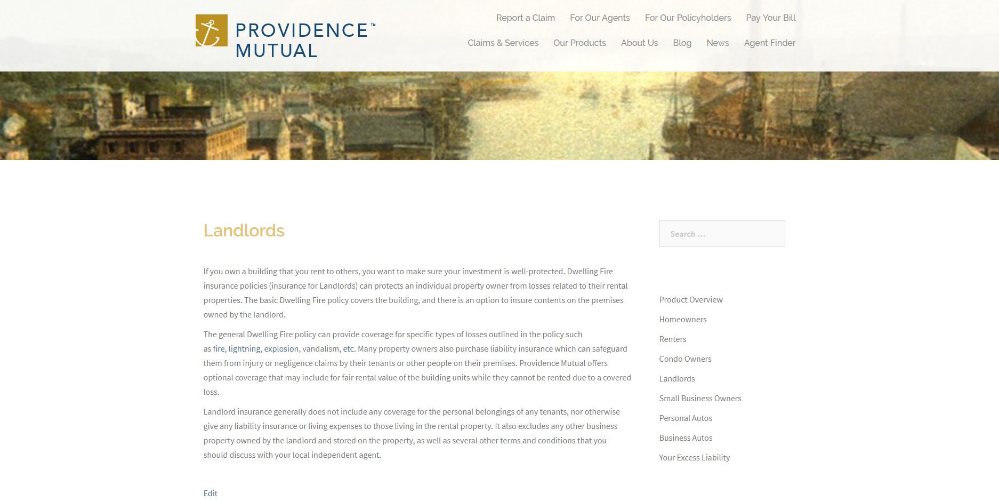 PROVIDENCE™
MUTUAL
Report a Claim For Our Agents For Our Policyholders Pay Your Bill
Claims & Services Our Products About Us Blog News Agent Finder
Landlords
If you own a building that you rent to others, you want to make sure your investment is well-protected. Dwelling Fire
insurance policies (insurance for Landlords) can protects an individual property owner from losses related to their rental
properties. The basic Dwelling Fire policy covers the building, and there is an option to insure contents on the premises
owned by the landlord.
The general Dwelling Fire policy can provide coverage for specific types of losses outlined in the policy such
as fire, lightning, explosion, vandalism, etc. Many property owners also purchase liability insurance which can safeguard
them from injury or negligence claims by their tenants or other people on their premises. Providence Mutual offers
optional coverage that may include for fair rental value of the building units while they cannot be rented due to a covered
loss.
Landlord insurance generally does not include any coverage for the personal belongings of any tenants, nor otherwise
give any liability insurance or living expenses to those living in the rental property. It also excludes any other business
property owned by the landlord and stored on the property, as well as several other terms and conditions that you
should discuss with your local independent agent.
Edit
Search ...
Product Overview
Homeowners
Renters
Condo Owners
Landlords
Small Business Owners
Personal Autos
Business Autos
Your Excess Liability